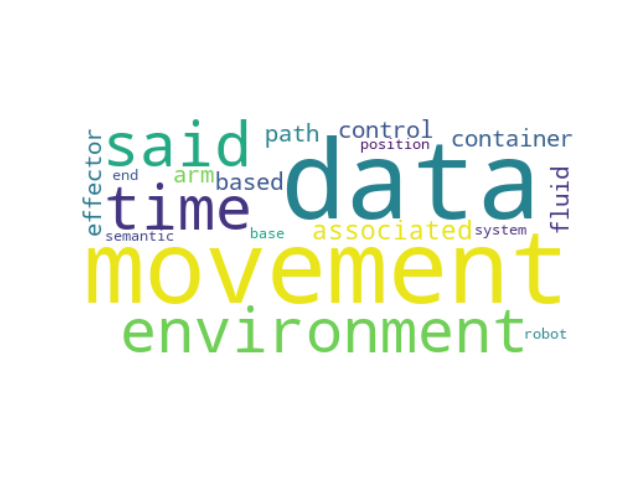 said
path
control
position
container
data
effector
end
arm
based
fluid
time
semantic
base
associated
system
movement
environment
robot